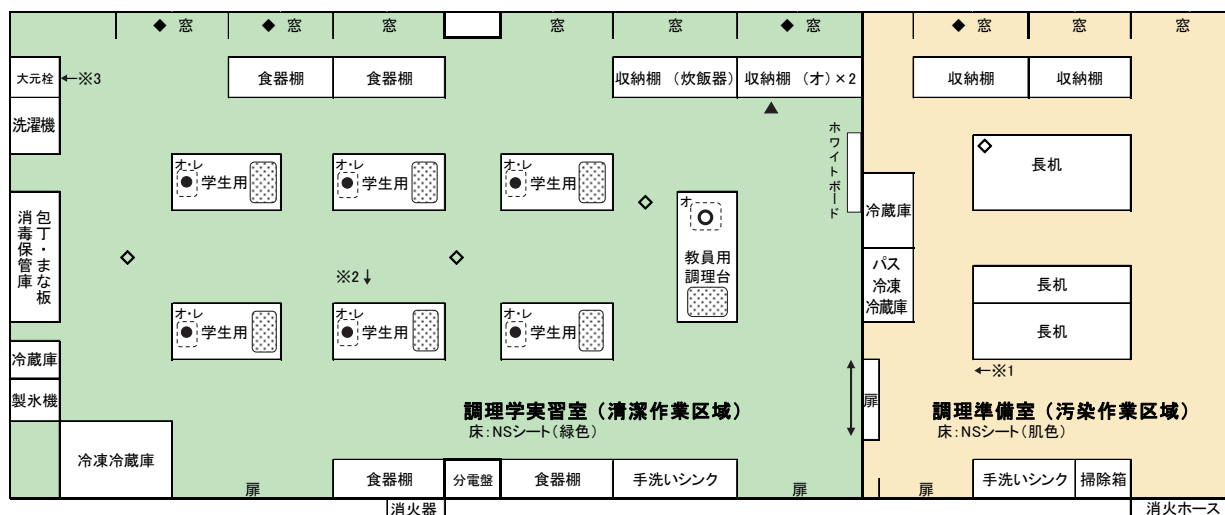 ◆ 窓 ◆ 窓 窓 窓 窓 ◆ 窓 ◆ 窓 窓 窓
大元栓 ←※3 食器棚 食器棚 収納棚（炊飯器） 収納棚（オ）×2 収納棚 収納棚
▲
洗濯機
ホワイトボード
オ・レ 学生用 オ・レ 学生用 オ・レ 学生用
長机
包丁・まな板
消毒保管庫
オ
教員用
調理台
冷蔵庫
パス
冷凍
冷蔵庫
※2↓
長机
オ・レ 学生用 オ・レ 学生用 オ・レ 学生用
長机
冷蔵庫
←※1
製氷機
調理学実習室（清潔作業区域）
床：NSシート（緑色）
扉
調理準備室（汚染作業区域）
床：NSシート（肌色）
冷凍冷蔵庫
扉 食器棚 分電盤 食器棚 手洗いシンク 扉 扉 手洗いシンク 掃除箱
消火器 消火ホース